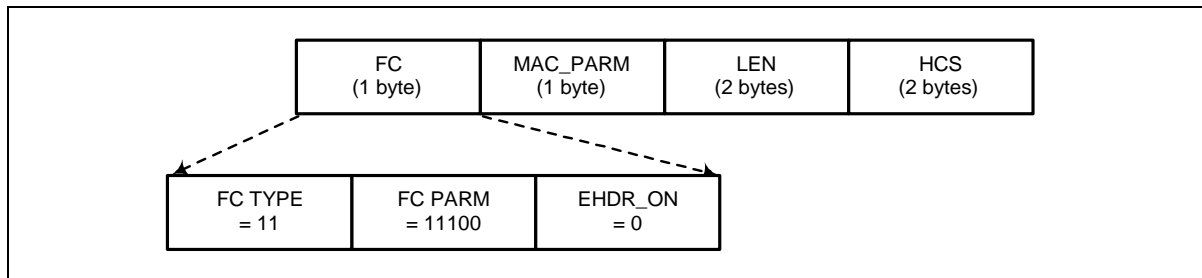 FC
(1 byte)
MAC_PARM
(1 byte)
LEN
(2 bytes)
HCS
(2 bytes)
FC TYPE
= 11
FC PARM
= 11100
EHDR_ON
= 0